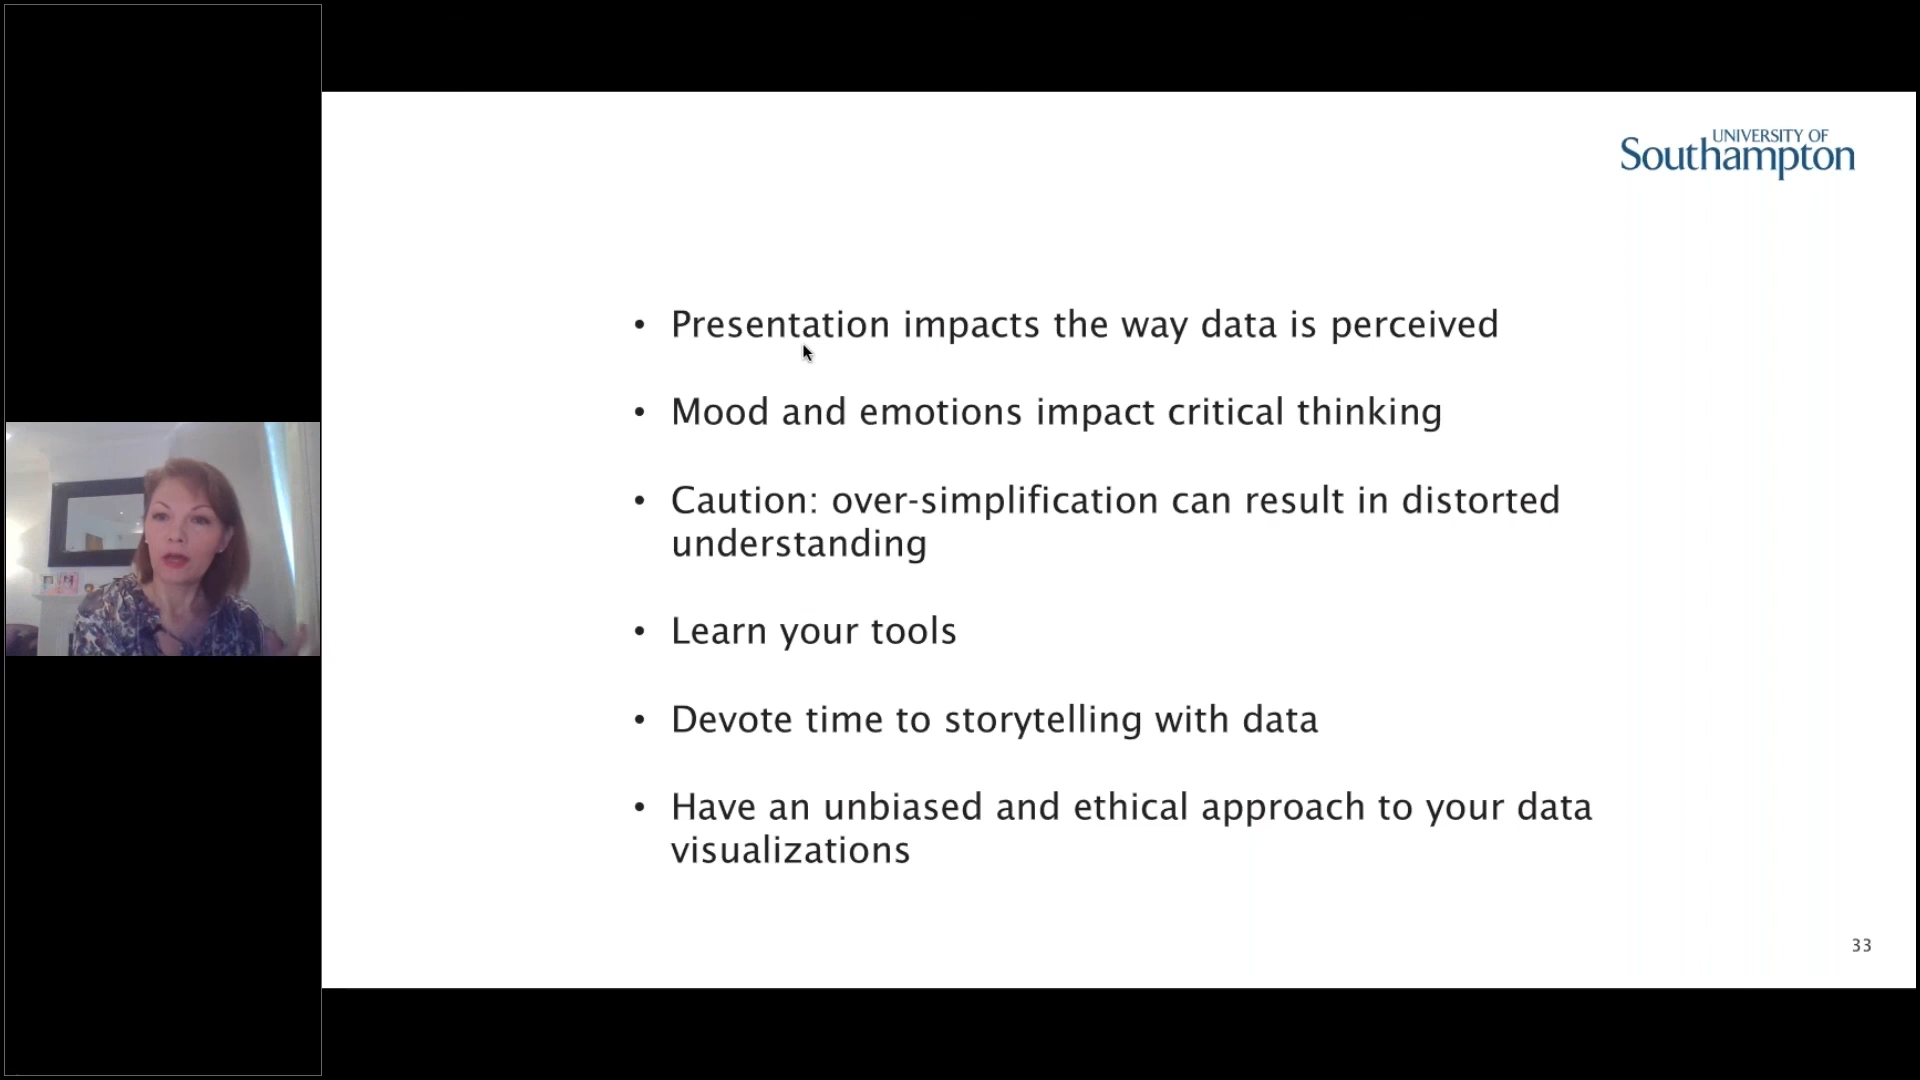 UNIVERSITY OF
Southampton
• Presentation impacts the way data is perceived
• Mood and emotions impact critical thinking
• Caution: over-simplification can result in distorted
understanding
• Learn your tools
• Devote time to storytelling with data
• Have an unbiased and ethical approach to your data
visualizations
33